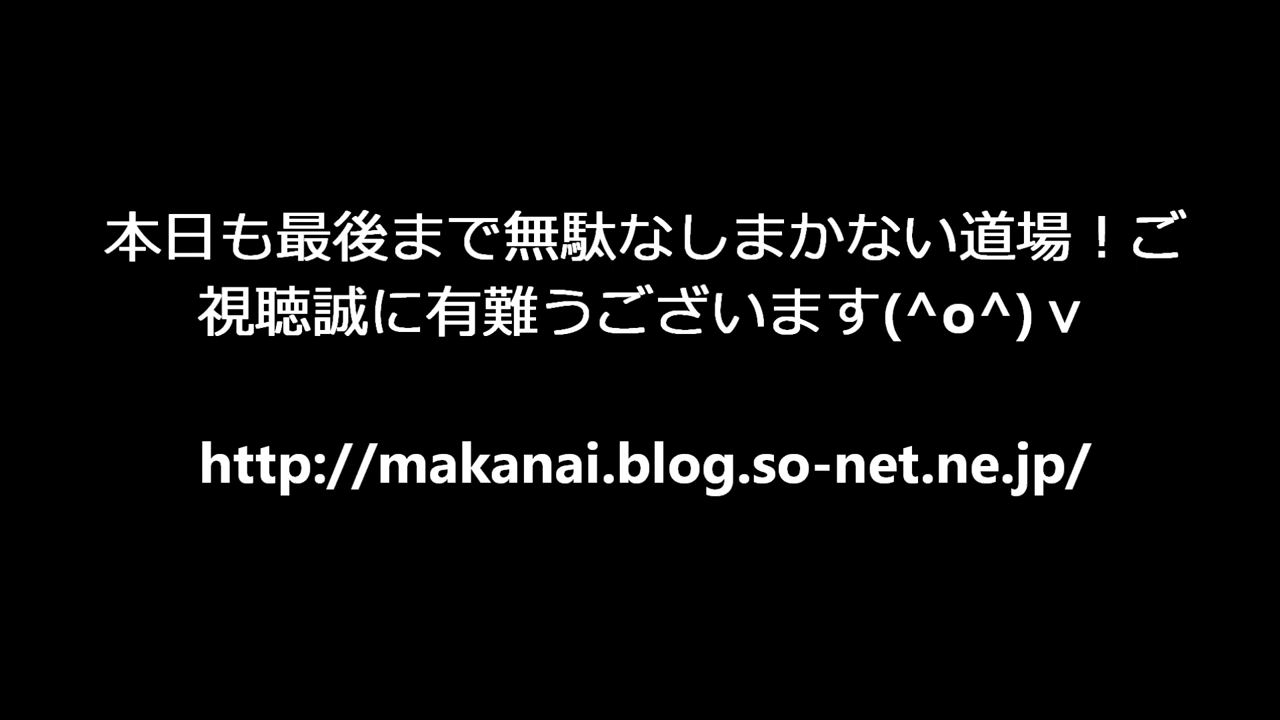 本日も最後まで無駄なしまかない道場！ご
視聴誠に有難うございます(^o^)ｖ
http://makanai.blog.so-net.ne.jp/